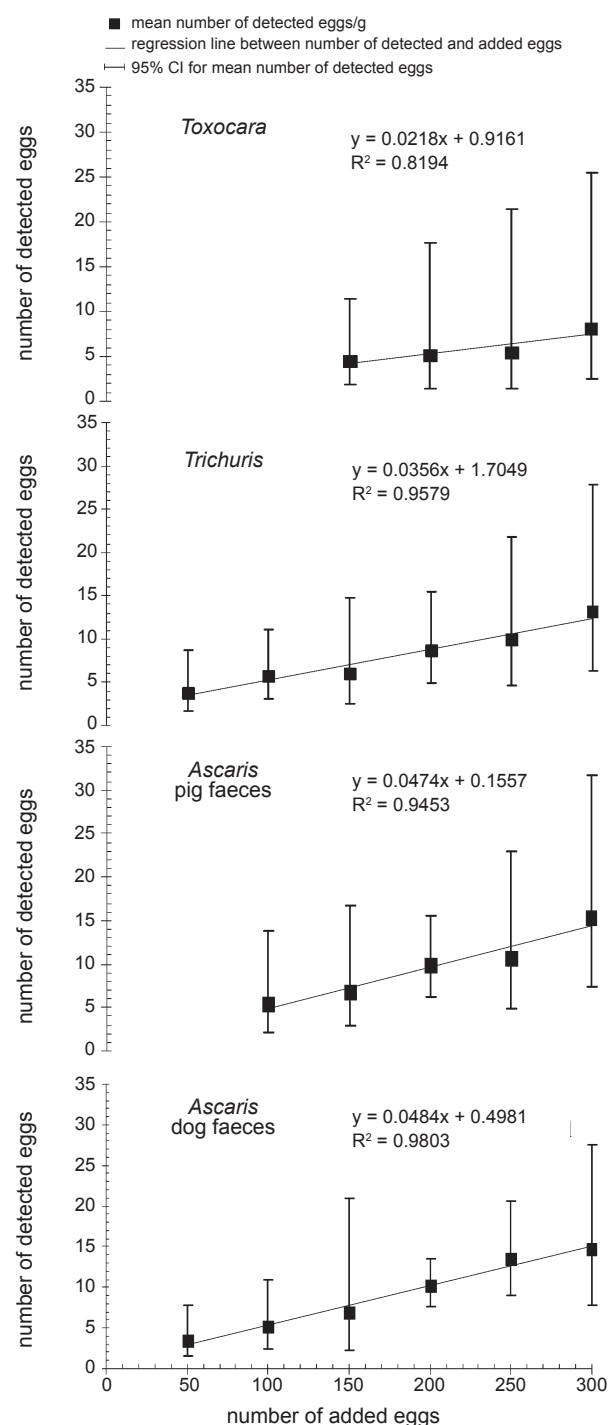 mean number of detected eggs/g
regression line between number of detected and added eggs
95% CI for mean number of detected eggs
35
30
25
20
15
10
5
0
number of detected eggs
Toxocara
y = 0.0218x + 0.9161
R² = 0.8194
35
30
25
20
15
10
5
0
number of detected eggs
Trichuris
y = 0.0356x + 1.7049
R² = 0.9579
35
30
25
20
15
10
5
0
number of detected eggs
Ascaris
pig faeces
y = 0.0474x + 0.1557
R² = 0.9453
35
30
25
20
15
10
5
0
number of detected eggs
Ascaris
dog faeces
y = 0.0484x + 0.4981
R² = 0.9803
0 50 100 150 200 250 300
number of added eggs